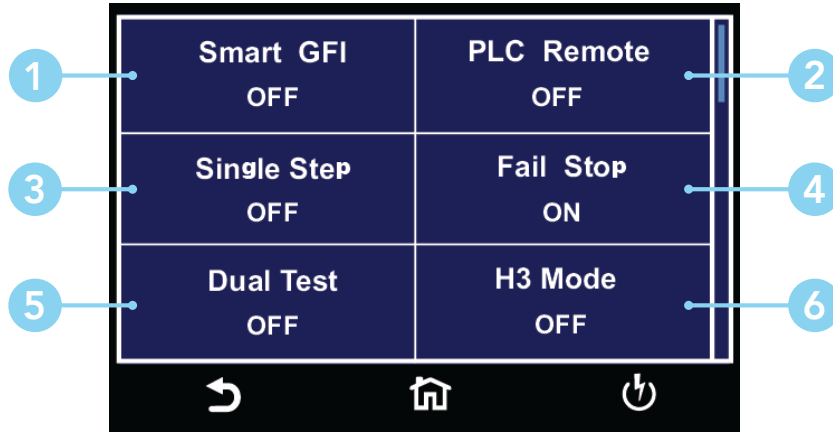 Smart GFI
OFF
PLC Remote
OFF
1
2
Single Step
OFF
Fail Stop
ON
3
4
Dual Test
OFF
H3 Mode
OFF
5
6